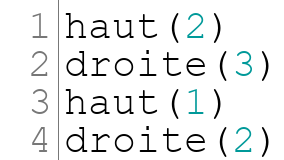 1 haut(2)
2 droite(3)
3 haut(1)
4 droite(2)